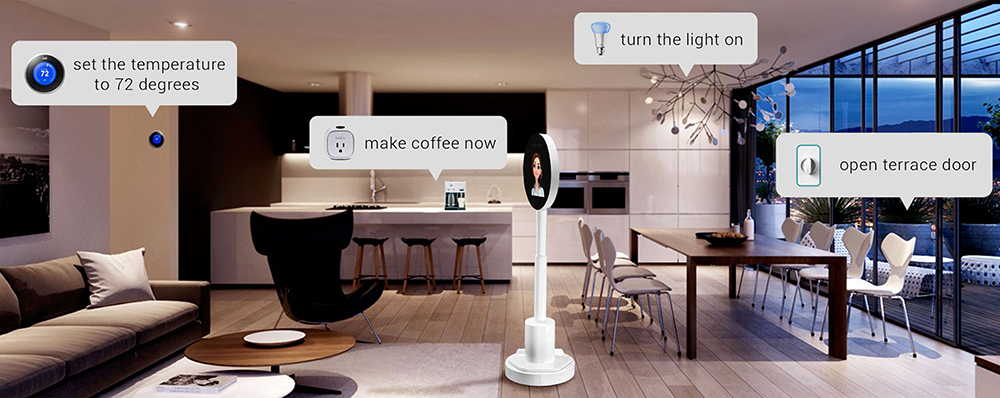 turn the light on
set the temperature
to 72 degrees
72
make coffee now
open terrace door